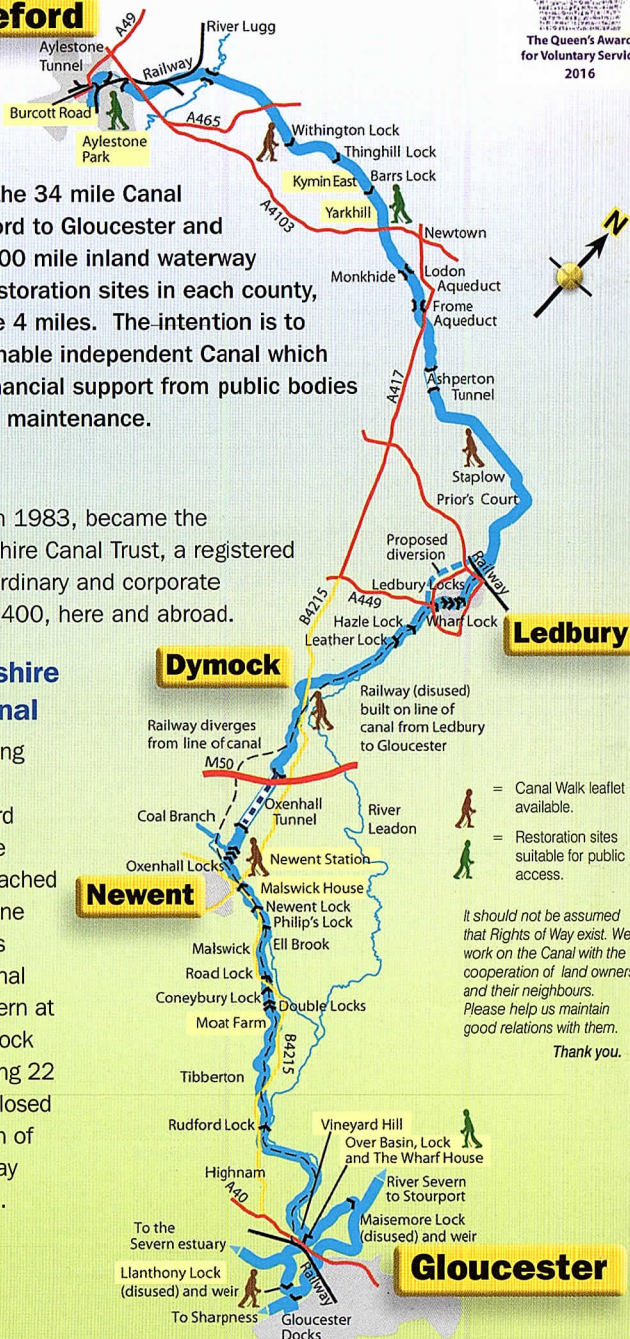 eford
The Queen's Award
for Voluntary Service
2016
A49
Aylestone
Tunnel
Railway
River Lugg
Burcott Road
Aylestone
Park
A465
Withington Lock
Thinghill Lock
Kymin East
Barrs Lock
Yarkhill
A4103
Newtown
Monkhide
Lodon
Aqueduct
Frome
Aqueduct
N
the 34 mile Canal
ord to Gloucester and
00 mile inland waterway
storation sites in each county,
e 4 miles. The intention is to
nable independent Canal which
nancial support from public bodies
maintenance.
A417
Ashperton
Tunnel
Staplow
Prior's Court
n 1983, became the
shire Canal Trust, a registered
ordinary and corporate
400, here and abroad.
Proposed
diversion
Railway
Ledbury Locks
B4215
A449
Hazle Lock
Wharf Lock
Leather Lock
Ledbury
Dymock
shire
nal
Railway (disused)
built on line of
canal from Ledbury
to Gloucester
Railway diverges
from line of canal
M50
ng
rd
e
ached
ne
s
nal
ern at
ock
ng 22
losed
n of
ay
.
Oxenhall
Tunnel
River
Leadon
Coal Branch
Oxenhall Locks
Newent Station
Newent
Malswick House
Newent Lock
Philip's Lock
Ell Brook
Malswick
Road Lock
Coneybury Lock
Double Locks
Moat Farm
B4215
Tibberton
Rudford Lock
Highnam
A40
Vineyard Hill
Over Basin, Lock
and The Wharf House
River Severn
to Stourport
Maisemore Lock
(disused) and weir
To the
Severn estuary
Llanthony Lock
(disused) and weir
To Sharpness
Railway
Gloucester
Docks
Gloucester
= Canal Walk leaflet
available.
= Restoration sites
suitable for public
access.
It should not be assumed
that Rights of Way exist. We
work on the Canal with the
cooperation of land owners
and their neighbours.
Please help us maintain
good relations with them.
Thank you.